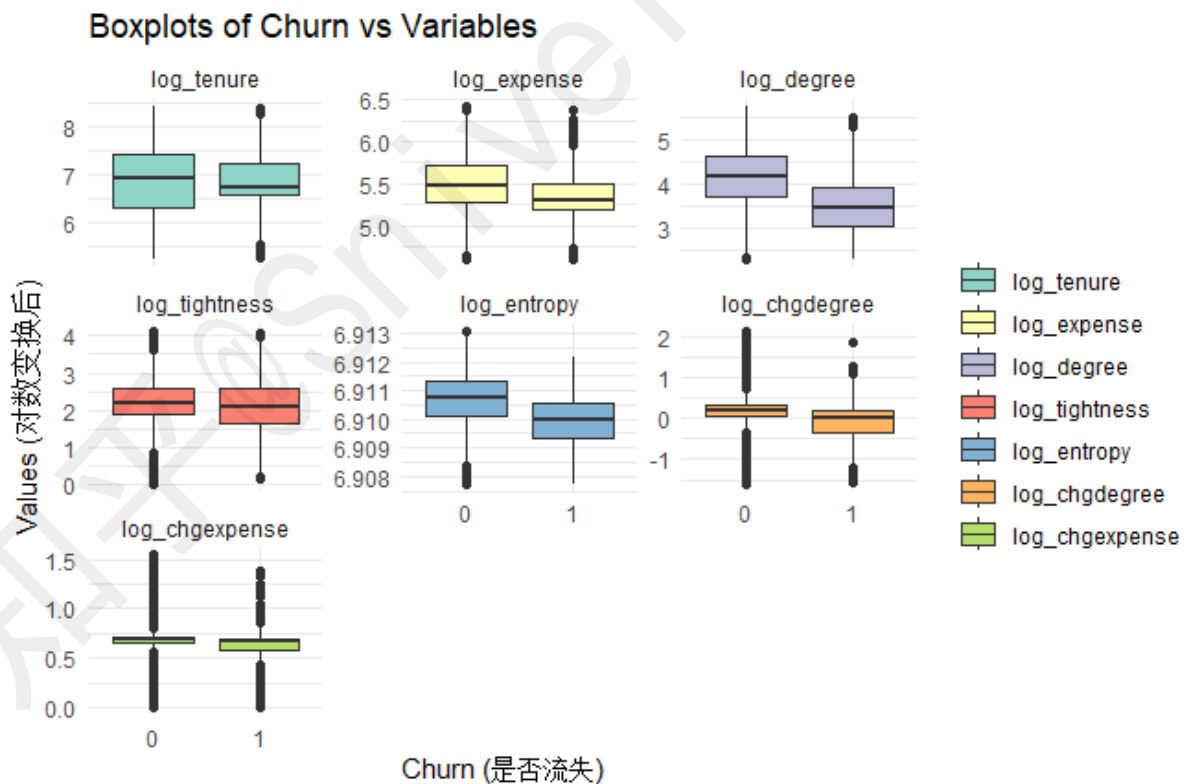 Boxplots of Churn vs Variables
log_tenure
log_expense
log_degree
8
7
6
6.5
6.0
5.5
5.0
5
4
3
log_tightness
log_entropy
log_chgdegree
4
3
2
1
0
6.913
6.912
6.911
6.910
6.909
6.908
0
1
2
1
0
-1
0
1
log_chgexpense
1.5
1.0
0.5
0.0
0
1
Values (对数变换后)
Churn (是否流失)
log_tenure
log_expense
log_degree
log_tightness
log_entropy
log_chgdegree
log_chgexpense
知乎 @Snive